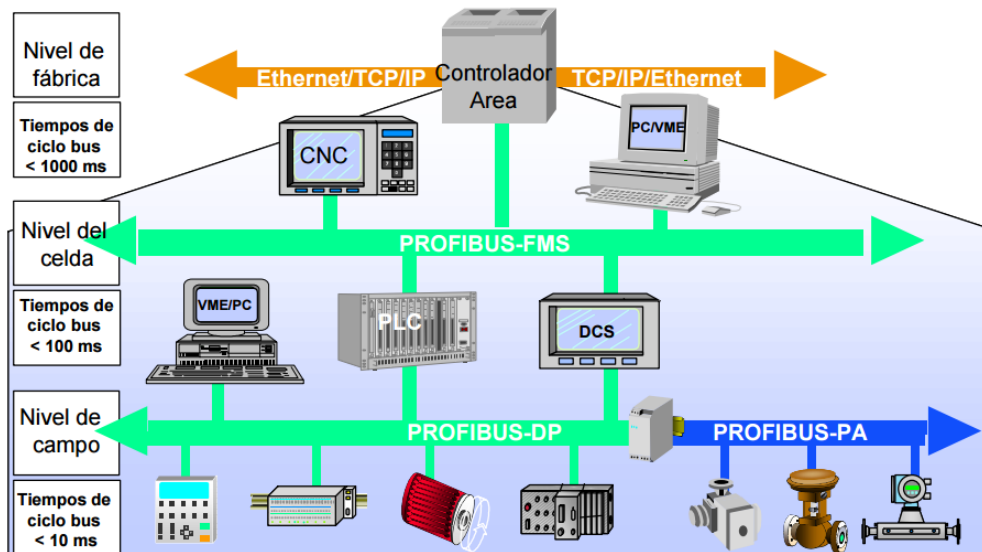 Nivel de
fábrica
Ethernet/TCP/IP
Controlador
Area
TCP/IP/Ethernet
Tiempos de
ciclo bus
< 1000 ms
CNC
PC/VME
Nivel del
celda
PROFIBUS-FMS
Tiempos de
ciclo bus
< 100 ms
VME/PC
PLC
DCS
Nivel de
campo
PROFIBUS-DP
PROFIBUS-PA
Tiempos de
ciclo bus
< 10 ms